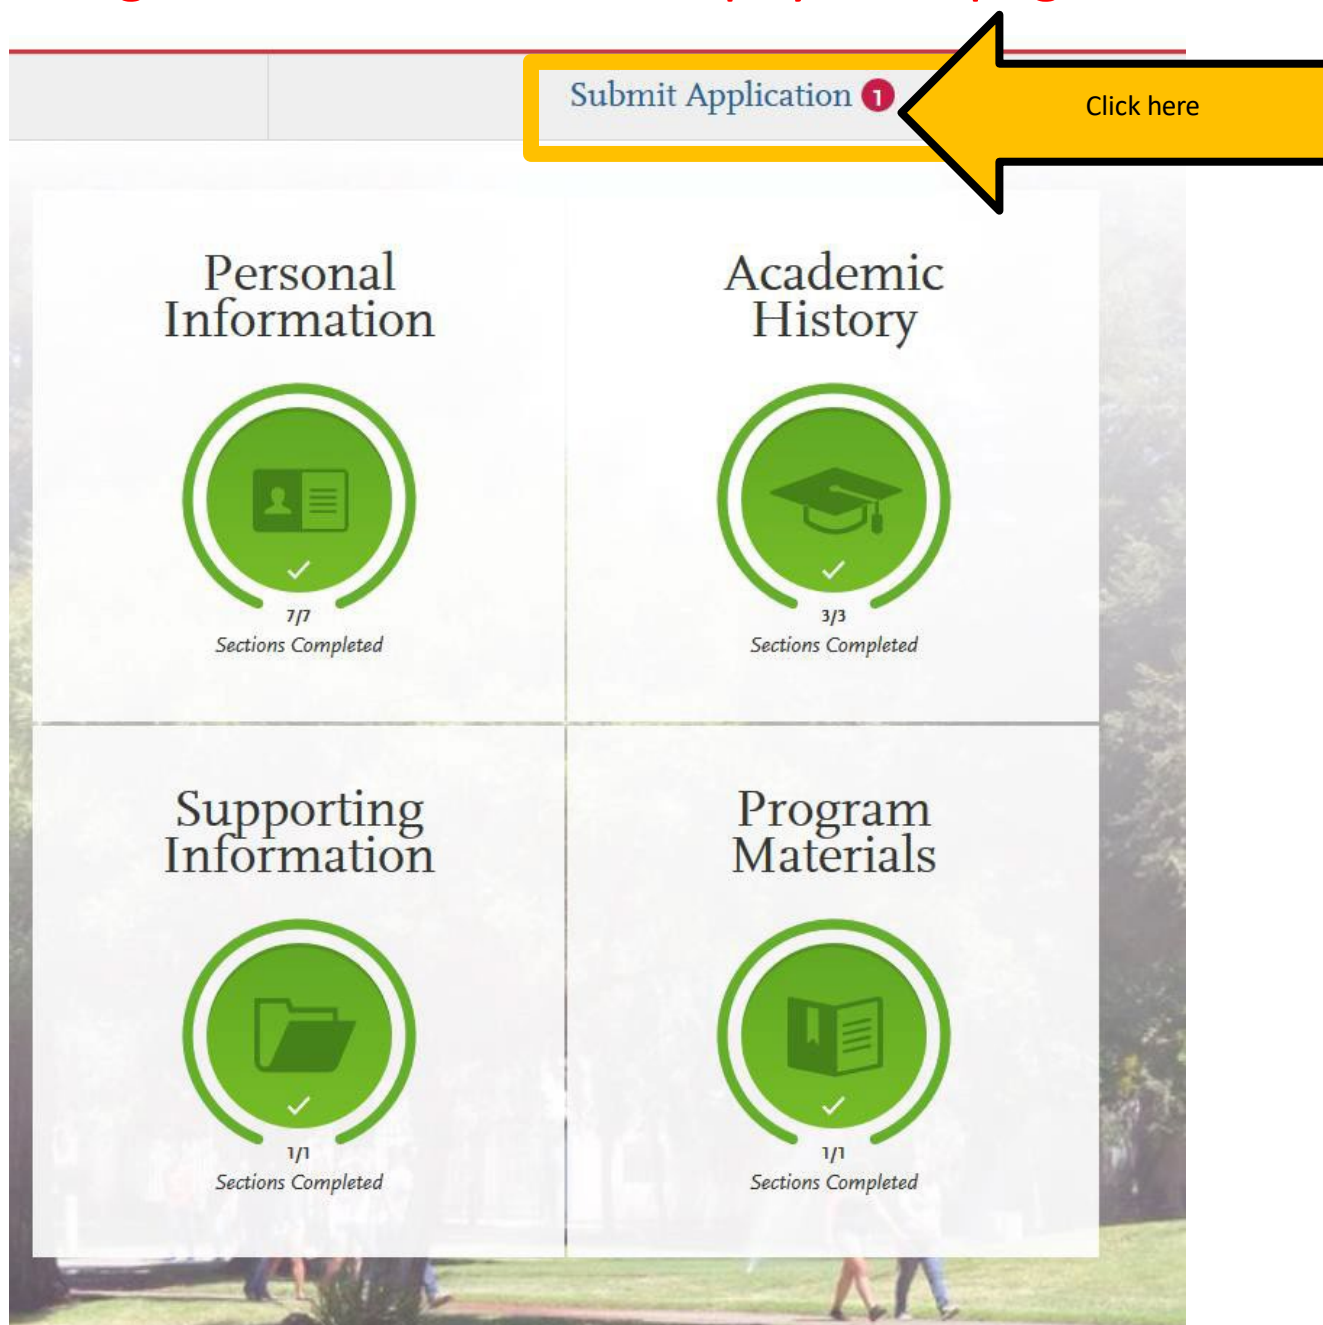 Submit Application 1
Click here
Personal
Information
Academic
History
7/7
Sections Completed
3/3
Sections Completed
Supporting
Information
Program
Materials
1/1
Sections Completed
1/1
Sections Completed